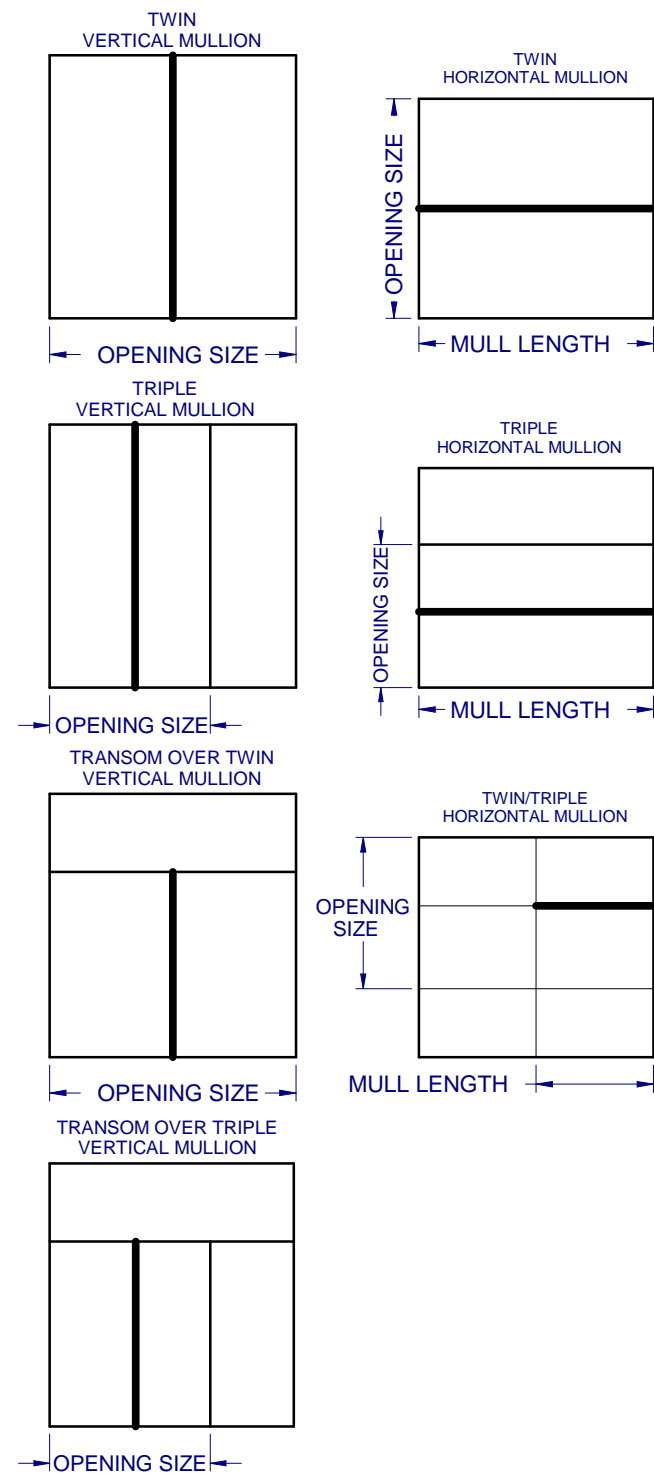 TWIN
VERTICAL MULLION
OPENING SIZE
TWIN
HORIZONTAL MULLION
OPENING SIZE
MULL LENGTH
TRIPLE
VERTICAL MULLION
OPENING SIZE
TRIPLE
HORIZONTAL MULLION
OPENING SIZE
MULL LENGTH
TRANSOM OVER TWIN
VERTICAL MULLION
OPENING SIZE
TWIN/TRIPLE
HORIZONTAL MULLION
OPENING
SIZE
MULL LENGTH
TRANSOM OVER TRIPLE
VERTICAL MULLION
OPENING SIZE